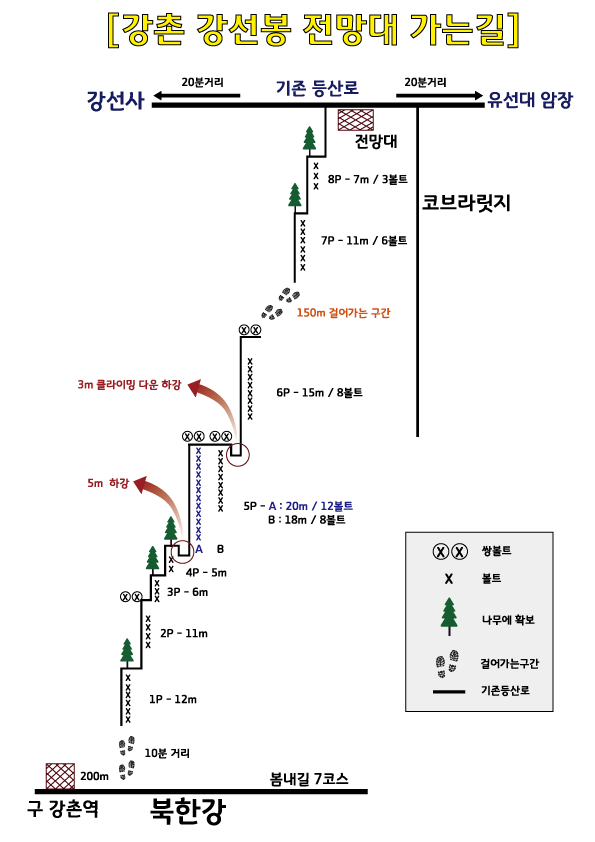 [강촌 강선봉 전망대 가는길]
20분거리
기존 등산로
20분거리
강선사
유선대 암장
전망대
8P - 7m / 3볼트
코브라릿지
7P - 11m / 6볼트
150m 걸어가는 구간
3m 클라이밍 다운 하강
6P - 15m / 8볼트
5m 하강
5P - A : 20m / 12볼트
B : 18m / 8볼트
A
B
4P - 5m
3P - 6m
2P - 11m
1P - 12m
10분 거리
200m
봄내길 7코스
구 강촌역
북한강
쌍볼트
볼트
나무에 확보
걸어가는구간
기존등산로